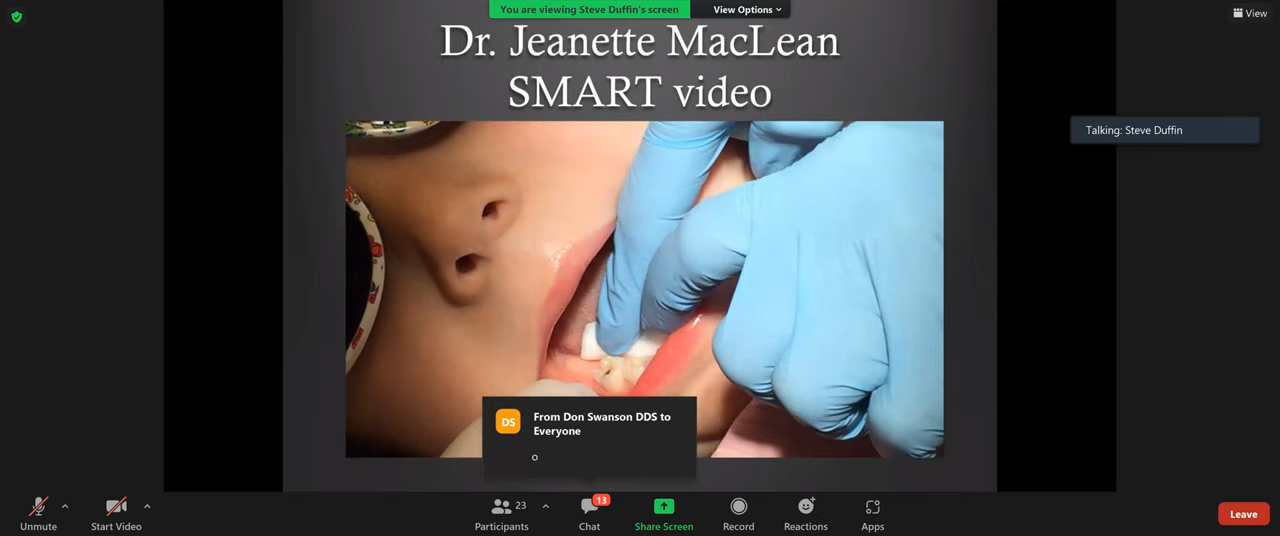 You are viewing Steve Duffin's screen
View Options
View
Dr. Jeanette MacLean
SMART video
Talking: Steve Duffin
DS
From Don Swanson DDS to
Everyone
o
Unmute
Start Video
23
Participants
13
Chat
Share Screen
Record
Reactions
Apps
Leave